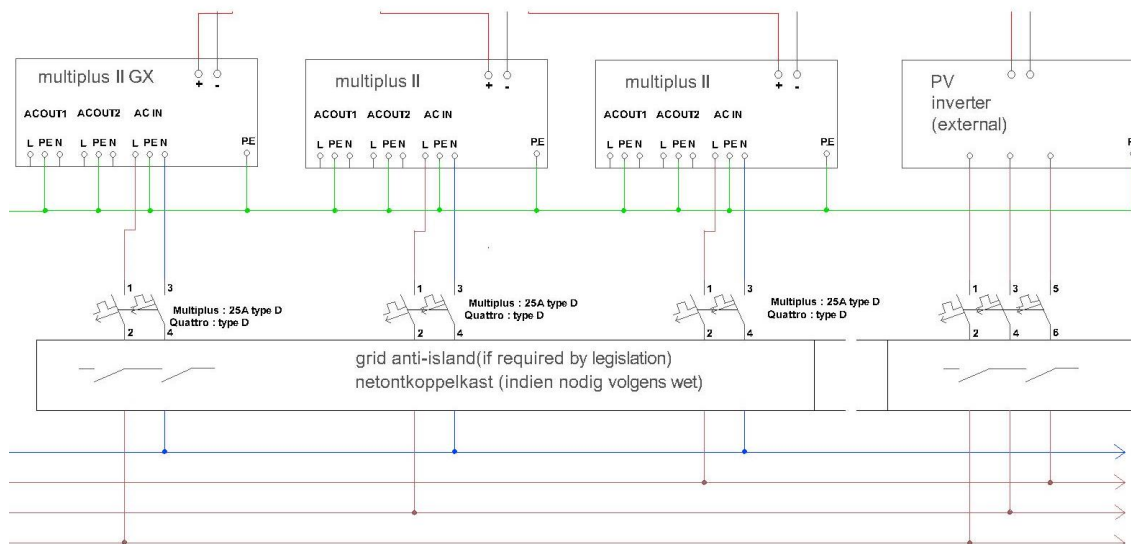 multiplus II GX
+ -
ACOUT1 ACOUT2 AC IN
L PE N L PE N L PE N PE
multiplus II
+ -
ACOUT1 ACOUT2 AC IN
L PE N L PE N L PE N PE
multiplus II
+ -
ACOUT1 ACOUT2 AC IN
L PE N L PE N L PE N PE
PV
inverter
(external)
1 3
Multiplus : 25A type D
Quattro : type D
2 4
1 3
Multiplus : 25A type D
Quattro : type D
2 4
1 3
Multiplus : 25A type D
Quattro : type D
2 4
1 3 5
2 4 6
grid anti-island(if required by legislation)
netontkoppelkast (indien nodig volgens wet)